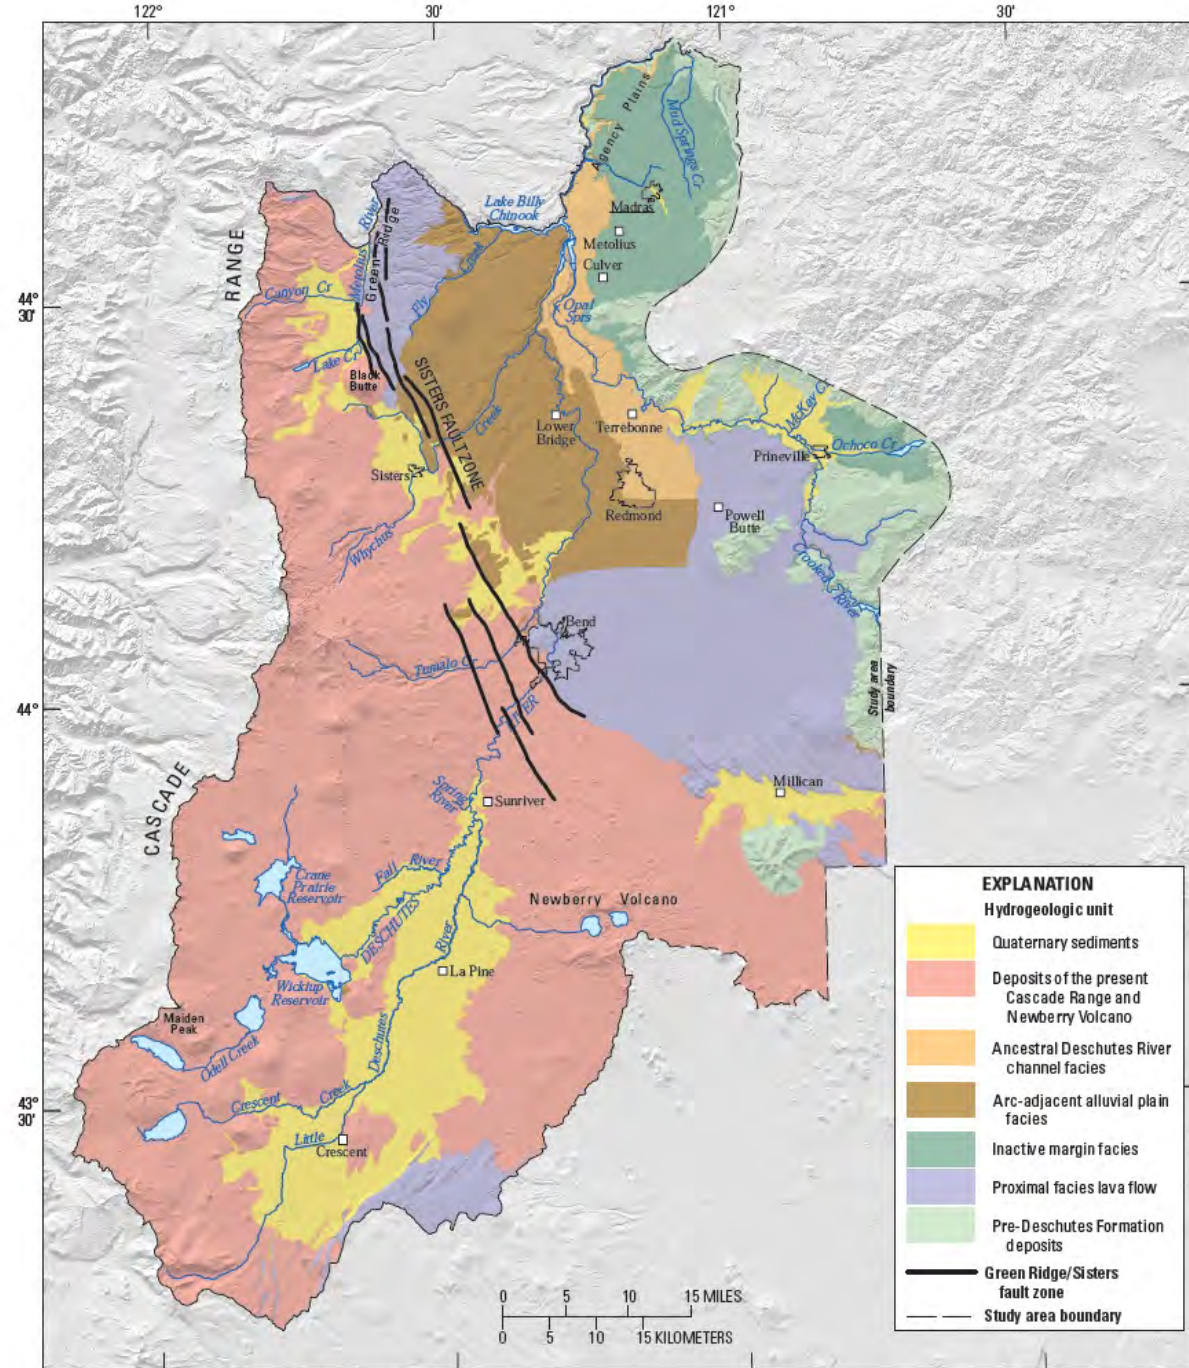 122°
30'
121°
30'
Agency Plains
Mud Springs Cr
Madras
Lake Billy
Chinook
Metolius
Culver
RANGE
Metolius River
Green Ridge
Fly Creek
44°
30'
Canyon Cr
Opal
Sprs
Lake Cr
Black
Butte
SISTERS FAULT ZONE
Creek
Lower
Bridge
Terrebonne
McKay Cr
Ochoco Cr
Prineville
Sisters
Redmond
Powell
Butte
Whychus
Crooked River
Bend
Tumalo Cr
Study area
boundary
44°
RIVER
CASCADE
Spring
River
Sunriver
Millican
Fall River
Crane
Prairie
Reservoir
DESCHUTES
River
Newberry Volcano
La Pine
Wickiup
Reservoir
Maiden
Peak
Odell Creek
Deschutes
Crescent Creek
43°
30'
Little
Crescent
EXPLANATION
Hydrogeologic unit
Quaternary sediments
Deposits of the present
Cascade Range and
Newberry Volcano
Ancestral Deschutes River
channel facies
Arc-adjacent alluvial plain
facies
Inactive margin facies
Proximal facies lava flow
Pre-Deschutes Formation
deposits
Green Ridge/Sisters
fault zone
Study area boundary
0 5 10 15 MILES
0 5 10 15 KILOMETERS